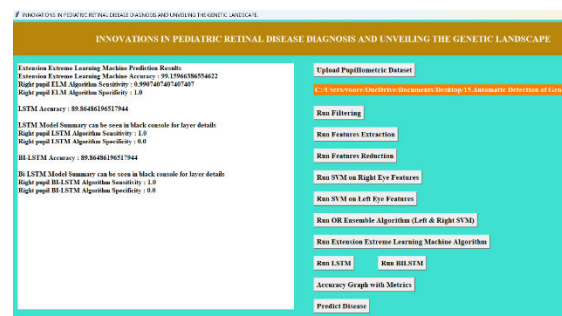 INNOVATIONS IN PEDIATRIC RETINAL DISEASE DIAGNOSIS AND UNVEILING THE GENETIC LANDSCAPE
INNOVATIONS IN PEDIATRIC RETINAL DISEASE DIAGNOSIS AND UNVEILING THE GENETIC LANDSCAPE
Extension Extreme Learning Machine Prediction Results
Extension Extreme Learning Machine Accuracy : 99.15966386554622
Right pupil ELM Algorithm Sensitivity : 0.9907407407407407
Right pupil ELM Algorithm Specificity : 1.0
LSTM Accuracy : 89.86486196517944
LSTM Model Summary can be seen in black console for layer details
Right pupil LSTM Algorithm Sensitivity : 1.0
Right pupil LSTM Algorithm Specificity : 0.0
BI-LSTM Accuracy : 89.86486196517944
Bi-LSTM Model Summary can be seen in black console for layer details
Right pupil BI-LSTM Algorithm Sensitivity : 1.0
Right pupil BI-LSTM Algorithm Specificity : 0.0
Upload Pupillometric Dataset
C:/Users/vence/OneDrive/Documents/Desktop/15.Automatic Detection of Gen
Run Filtering
Run Features Extraction
Run Features Reduction
Run SVM on Right Eye Features
Run SVM on Left Eye Features
Run OR Ensemble Algorithm (Left & Right SVM)
Run Extension Extreme Learning Machine Algorithm
Run LSTM
Run BILSTM
Accuracy Graph with Metrics
Predict Disease